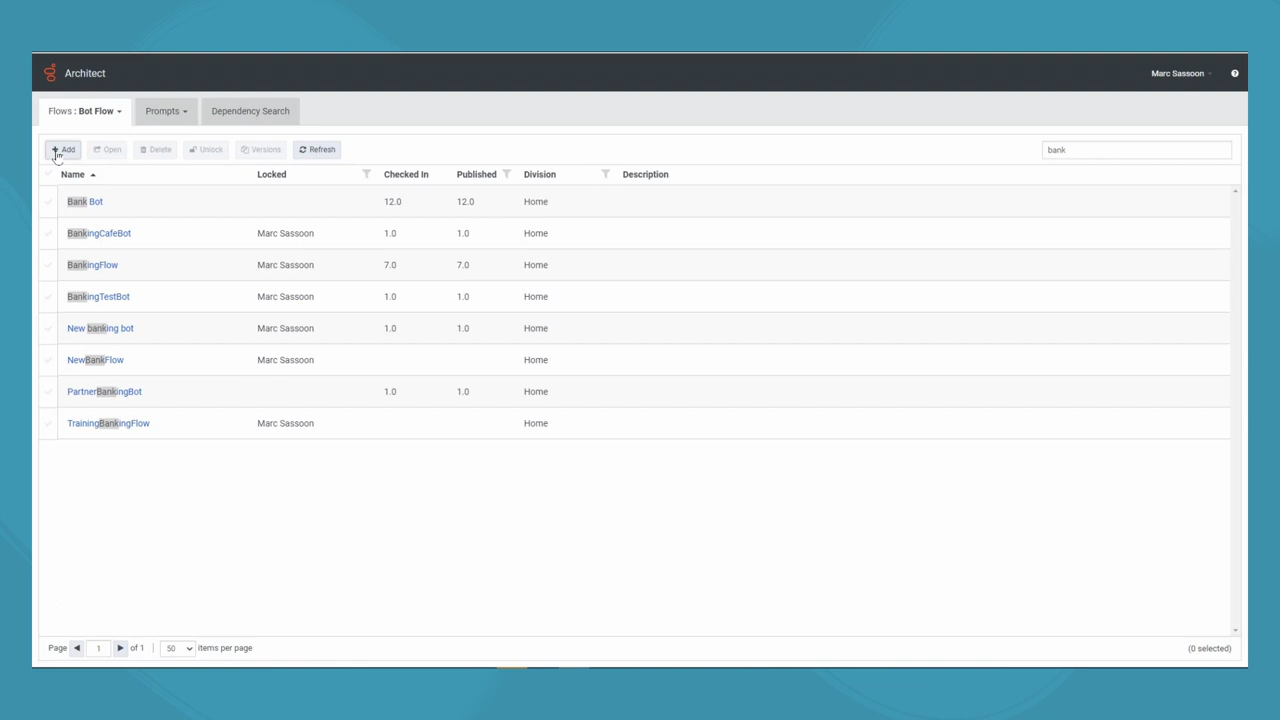 Architect
Marc Sassoon
Flows : Bot Flow
Prompts
Dependency Search
Add Open Delete Unlock Versions Refresh bank
Name Locked Checked In Published Division Description
Bank Bot 12.0 12.0 Home
BankingCafeBot Marc Sassoon 1.0 1.0 Home
BankingFlow Marc Sassoon 7.0 7.0 Home
BankingTestBot Marc Sassoon 1.0 1.0 Home
New banking bot Marc Sassoon 1.0 1.0 Home
NewBankFlow Marc Sassoon Home
PartnerBankingBot 1.0 1.0 Home
TrainingBankingFlow Marc Sassoon Home
Page 1 of 1 50 items per page (0 selected)